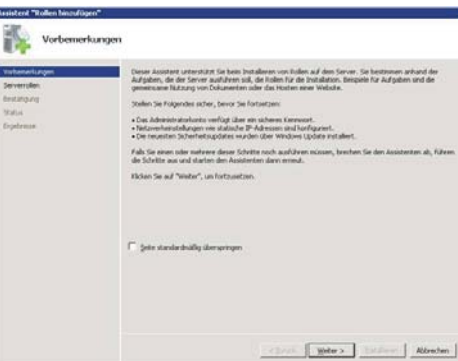 Assistent "Rollen hinzufügen"
Vorbemerkungen
Vorbemerkungen
Serverrollen
Bestätigung
Status
Ergebnisse
Dieser Assistent unterstützt Sie beim Installieren von Rollen auf dem Server. Sie bestimmen anhand der
Aufgaben, die der Server ausführen soll, die Rollen für die Installation. Beispiele für Aufgaben sind die
gemeinsame Nutzung von Dokumenten oder das Hosten einer Website.
Stellen Sie Folgendes sicher, bevor Sie fortsetzen:
• Das Administratorkonto verfügt über ein sicheres Kennwort.
• Netzwerkeinstellungen wie statische IP-Adressen sind konfiguriert.
• Die neuesten Sicherheitsupdates wurden über Windows Update installiert.
Falls Sie einen oder mehrere dieser Schritte noch ausführen müssen, brechen Sie den Assistenten ab, führen
die Schritte aus und starten den Assistenten dann erneut.
Klicken Sie auf "Weiter", um fortzusetzen.
Seite standardmäßig überspringen
< Zurück
Weiter >
Installieren
Abbrechen